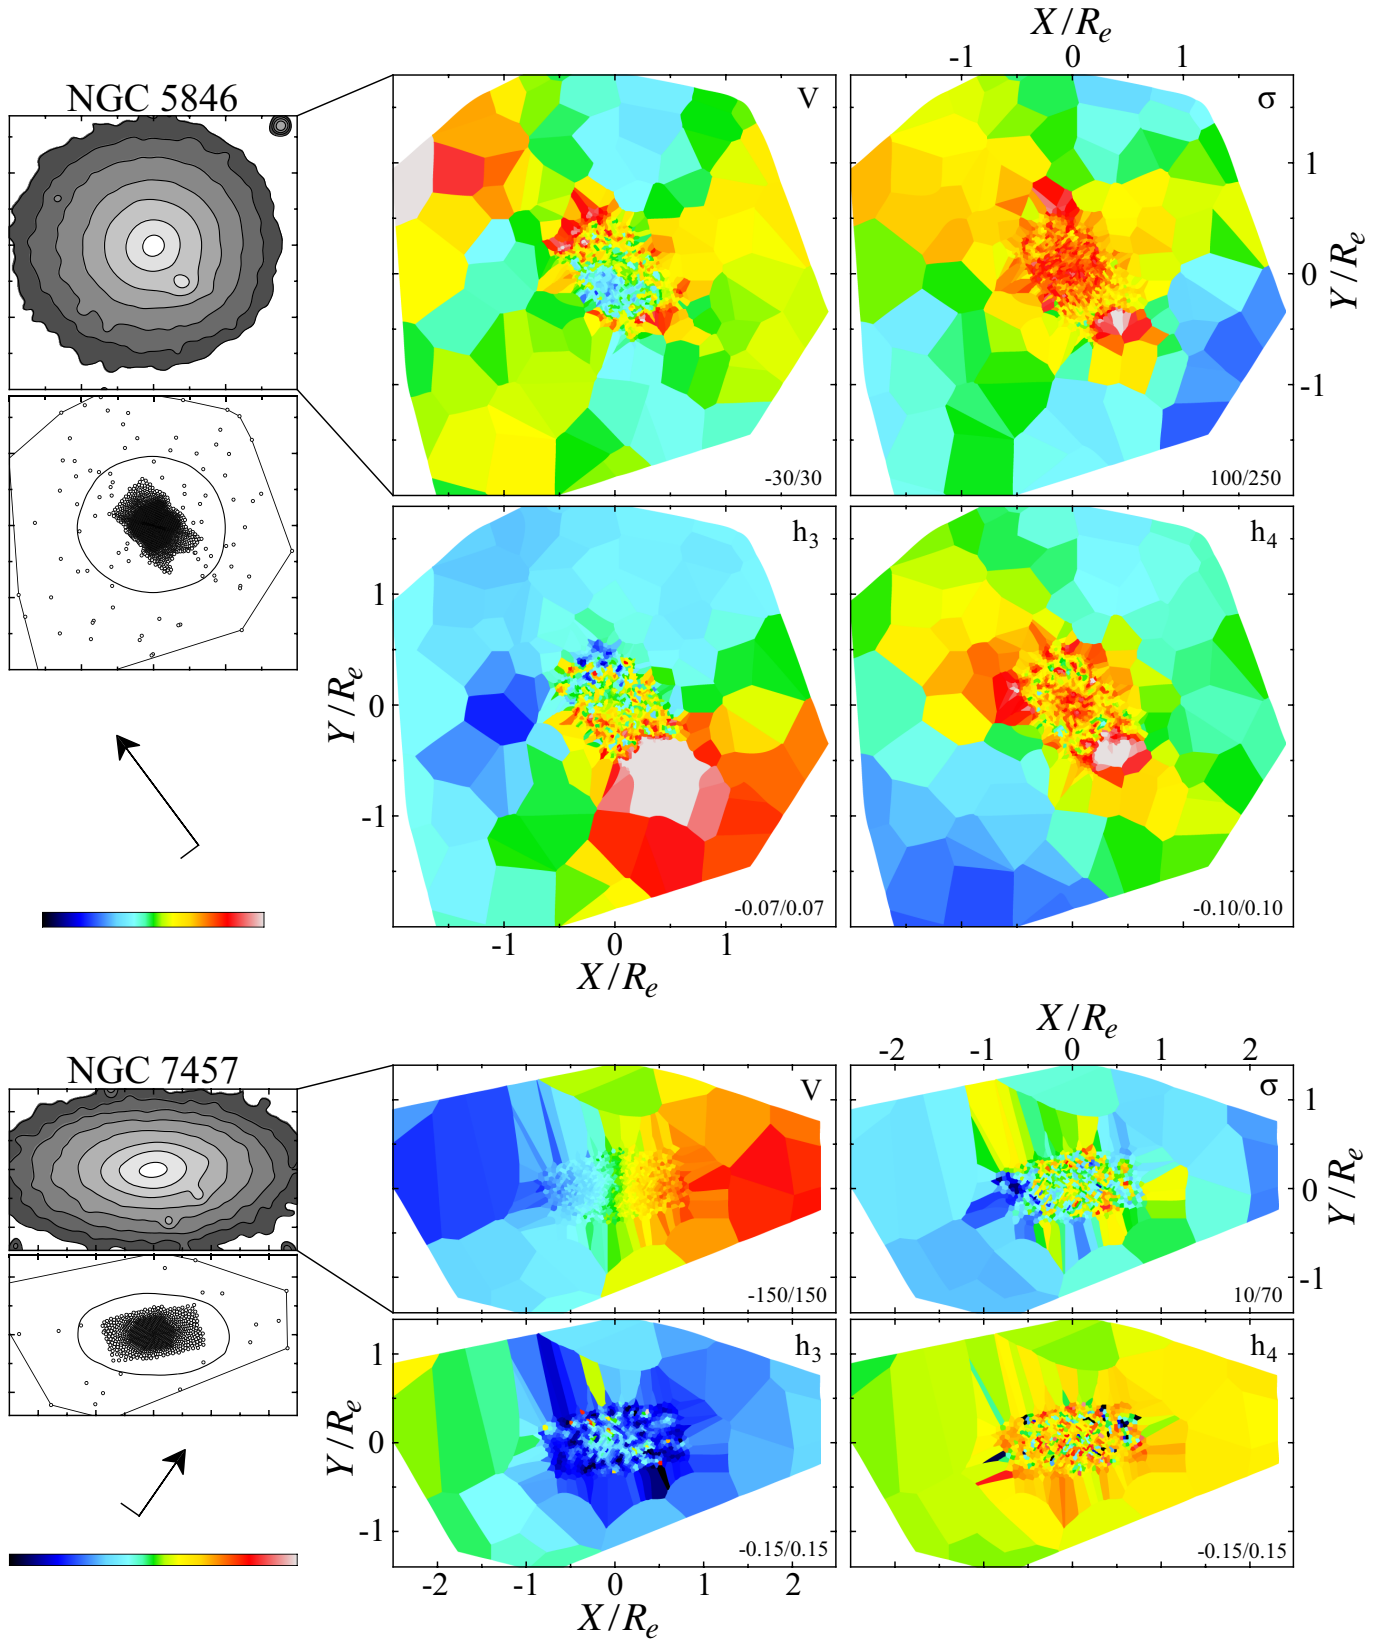 X/Rₑ
-1 0 1
NGC 5846
V
σ
1
0
-1
Y/Rₑ
-30/30
100/250
h₃
h₄
1
0
-1
Y/Rₑ
-0.07/0.07
-0.10/0.10
-1 0 1
X/Rₑ
X/Rₑ
-2 -1 0 1 2
NGC 7457
V
σ
1
0
-1
Y/Rₑ
-150/150
10/70
h₃
h₄
1
0
-1
Y/Rₑ
-0.15/0.15
-0.15/0.15
-2 -1 0 1 2
X/Rₑ